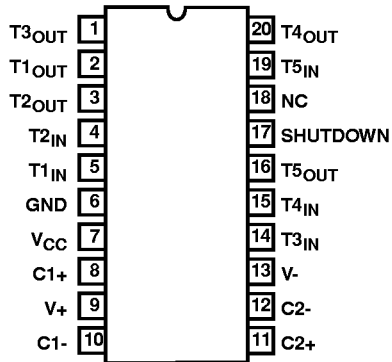 T3OUT 1 20 T4OUT
T1OUT 2 19 T5IN
T2OUT 3 18 NC
T2IN 4 17 SHUTDOWN
T1IN 5 16 T5OUT
GND 6 15 T4IN
VCC 7 14 T3IN
C1+ 8 13 V-
V+ 9 12 C2-
C1- 10 11 C2+